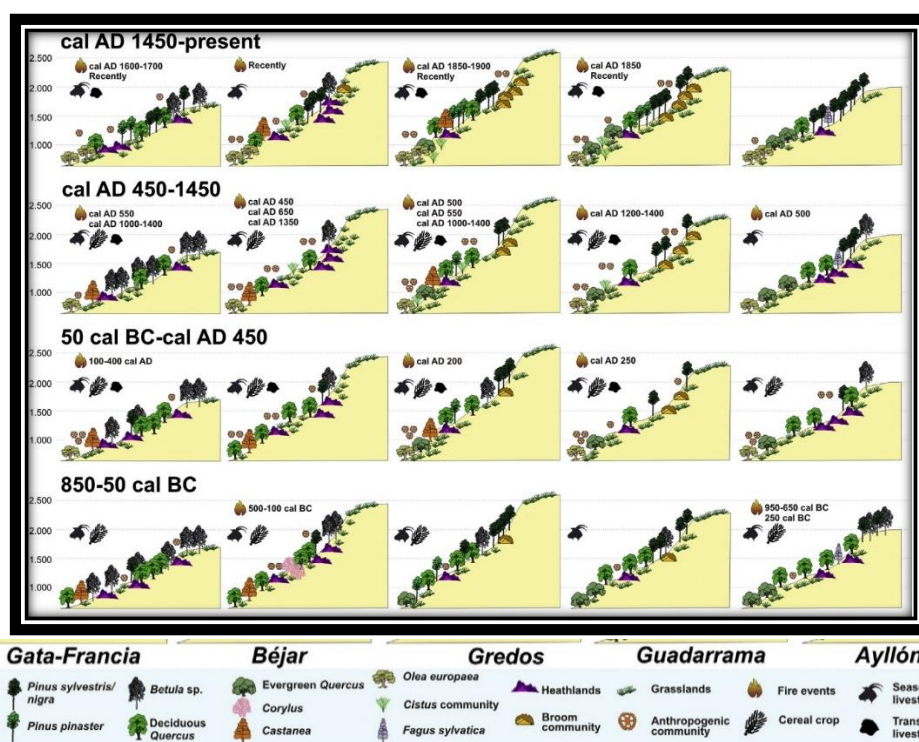 cal AD 1450-present
2.500
2.000
1.500
1.000
cal AD 1600-1700
Recently
Recently
cal AD 1850-1900
Recently
cal AD 1850
Recently
cal AD 450-1450
2.500
2.000
1.500
1.000
cal AD 550
cal AD 1000-1400
cal AD 450
cal AD 650
cal AD 1350
cal AD 500
cal AD 550
cal AD 1000-1400
cal AD 1200-1400
cal AD 500
50 cal BC-cal AD 450
2.500
2.000
1.500
1.000
100-400 cal AD
cal AD 200
cal AD 250
850-50 cal BC
2.500
2.000
1.500
1.000
500-100 cal BC
950-650 cal BC
250 cal BC
Gata-Francia Béjar Gredos Guadarrama Ayllón
Pinus sylvestris/
nigra
Pinus pinaster
Betula sp.
Deciduous
Quercus
Evergreen Quercus
Corylus
Castanea
Olea europaea
Cistus community
Fagus sylvatica
Heathlands
Broom
community
Grasslands
Anthropogenic
community
Fire events
Cereal crop
Seas
livest
Trans
livest